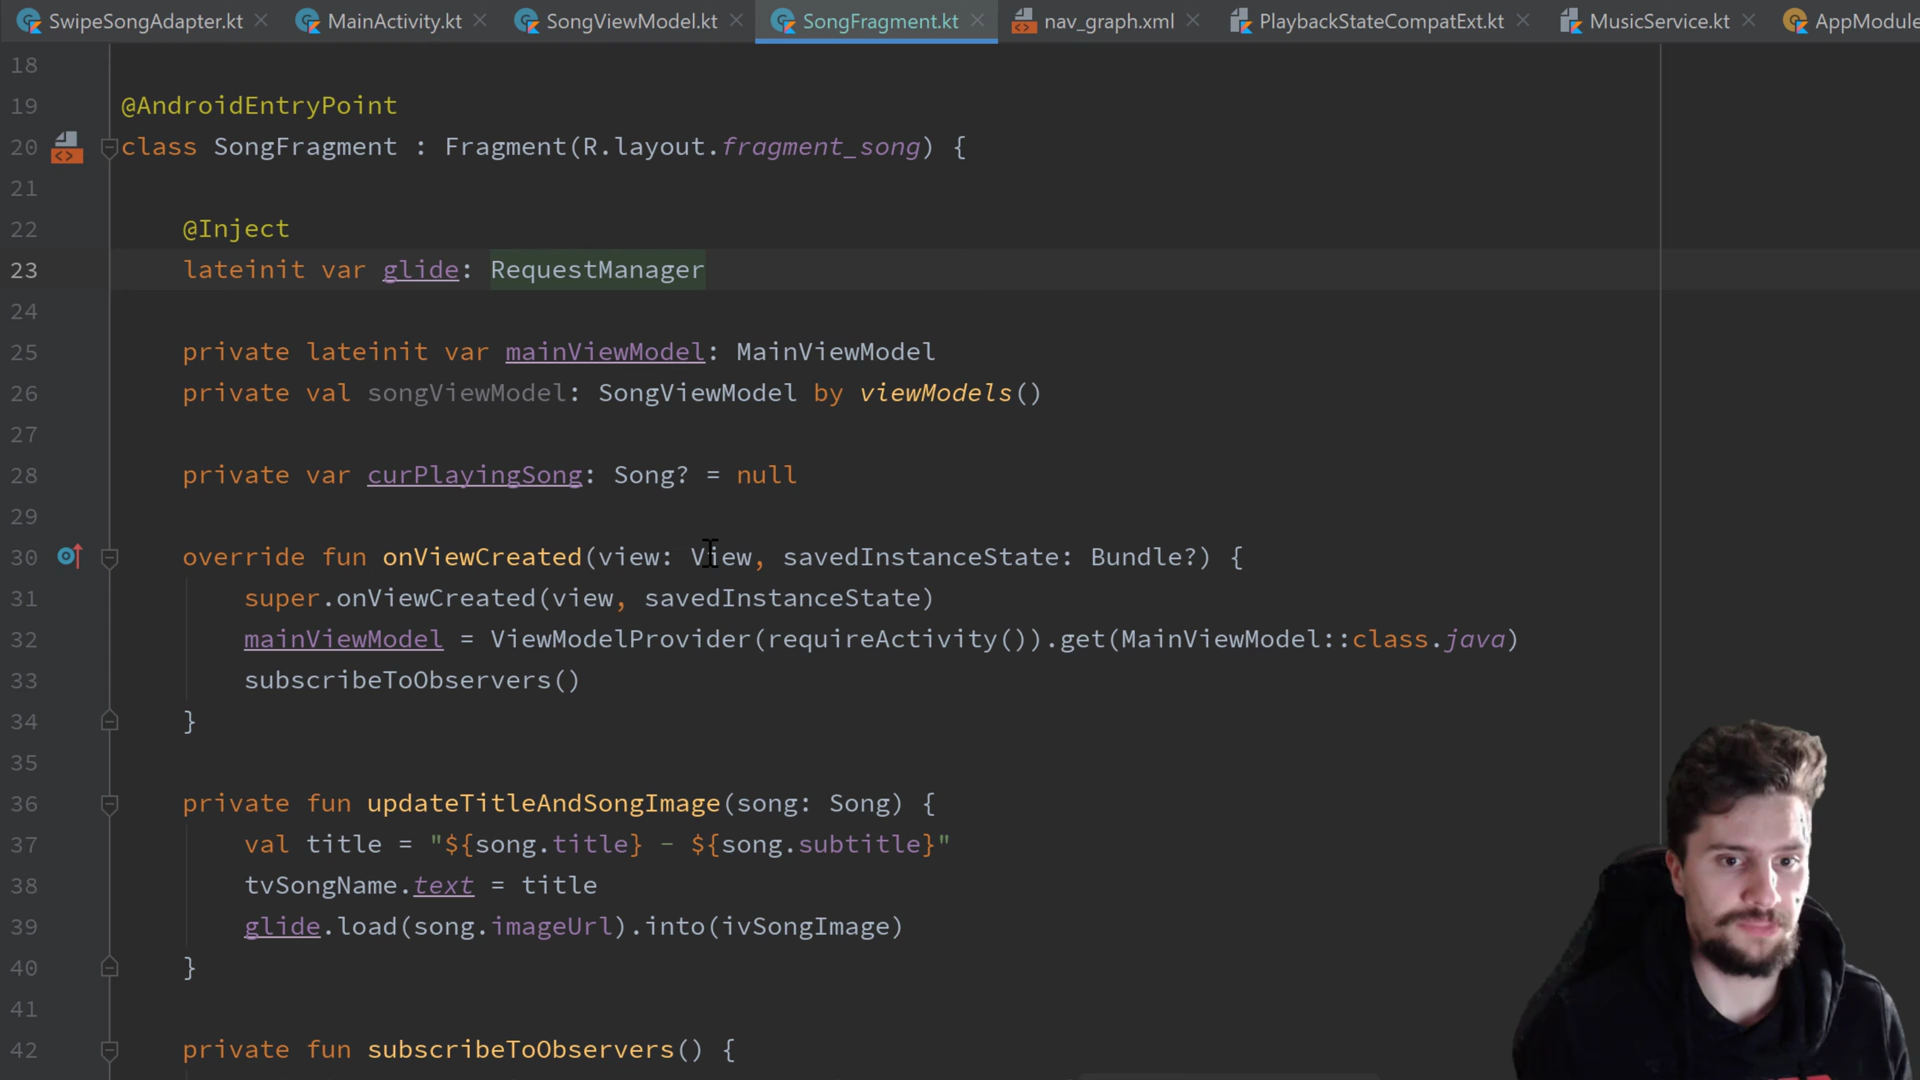 SwipeSongAdapter.kt MainActivity.kt SongViewModel.kt SongFragment.kt nav_graph.xml PlaybackStateCompatExt.kt MusicService.kt AppModule
18
19 @AndroidEntryPoint
20 class SongFragment : Fragment(R.layout.fragment_song) {
21
22 @Inject
23 lateinit var glide: RequestManager
24
25 private lateinit var mainViewModel: MainViewModel
26 private val songViewModel: SongViewModel by viewModels()
27
28 private var curPlayingSong: Song? = null
29
30 override fun onViewCreated(view: View, savedInstanceState: Bundle?) {
31 super.onViewCreated(view, savedInstanceState)
32 mainViewModel = ViewModelProvider(requireActivity()).get(MainViewModel::class.java)
33 subscribeToObservers()
34 }
35
36 private fun updateTitleAndSongImage(song: Song) {
37 val title = "${song.title} - ${song.subtitle}"
38 tvSongName.text = title
39 glide.load(song.imageUrl).into(ivSongImage)
40 }
41
42 private fun subscribeToObservers() {